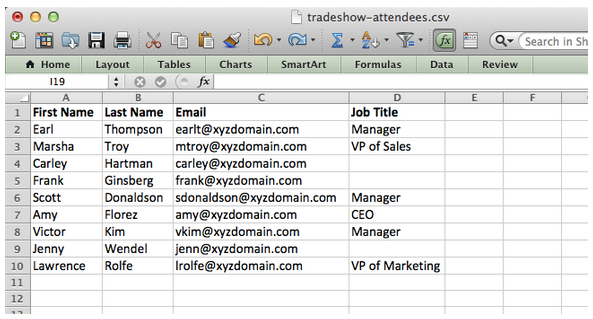 tradeshow-attendees.csv
Search in Sh
Home Layout Tables Charts SmartArt Formulas Data Review
I19 fx
A B C D E F
1 First Name Last Name Email Job Title
2 Earl Thompson earlt@xyzdomain.com Manager
3 Marsha Troy mtroy@xyzdomain.com VP of Sales
4 Carley Hartman carley@xyzdomain.com
5 Frank Ginsberg frank@xyzdomain.com
6 Scott Donaldson sdonaldson@xyzdomain.com Manager
7 Amy Florez amy@xyzdomain.com CEO
8 Victor Kim vkim@xyzdomain.com Manager
9 Jenny Wendel jenn@xyzdomain.com
10 Lawrence Rolfe lrolfe@xyzdomain.com VP of Marketing
11
12